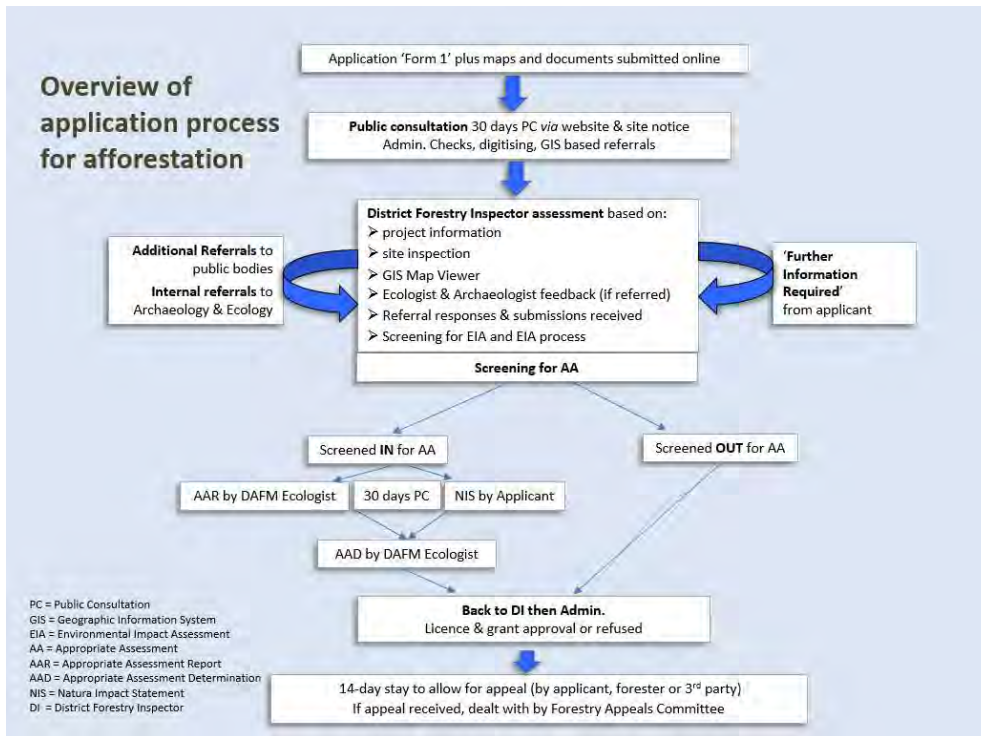 Overview of
application process
for afforestation
Application 'Form 1' plus maps and documents submitted online
Public consultation 30 days PC via website & site notice
Admin. Checks, digitising, GIS based referrals
District Forestry Inspector assessment based on:
➢ project information
➢ site inspection
➢ GIS Map Viewer
➢ Ecologist & Archaeologist feedback (if referred)
➢ Referral responses & submissions received
➢ Screening for EIA and EIA process
Additional Referrals to
public bodies
Internal referrals to
Archaeology & Ecology
'Further
Information
Required'
from applicant
Screening for AA
Screened IN for AA
Screened OUT for AA
AAR by DAFM Ecologist
30 days PC
NIS by Applicant
AAD by DAFM Ecologist
Back to DI then Admin.
Licence & grant approval or refused
14-day stay to allow for appeal (by applicant, forester or 3rd party)
If appeal received, dealt with by Forestry Appeals Committee
PC = Public Consultation
GIS = Geographic Information System
EIA = Environmental Impact Assessment
AA = Appropriate Assessment
AAR = Appropriate Assessment Report
AAD = Appropriate Assessment Determination
NIS = Natura Impact Statement
DI = District Forestry Inspector